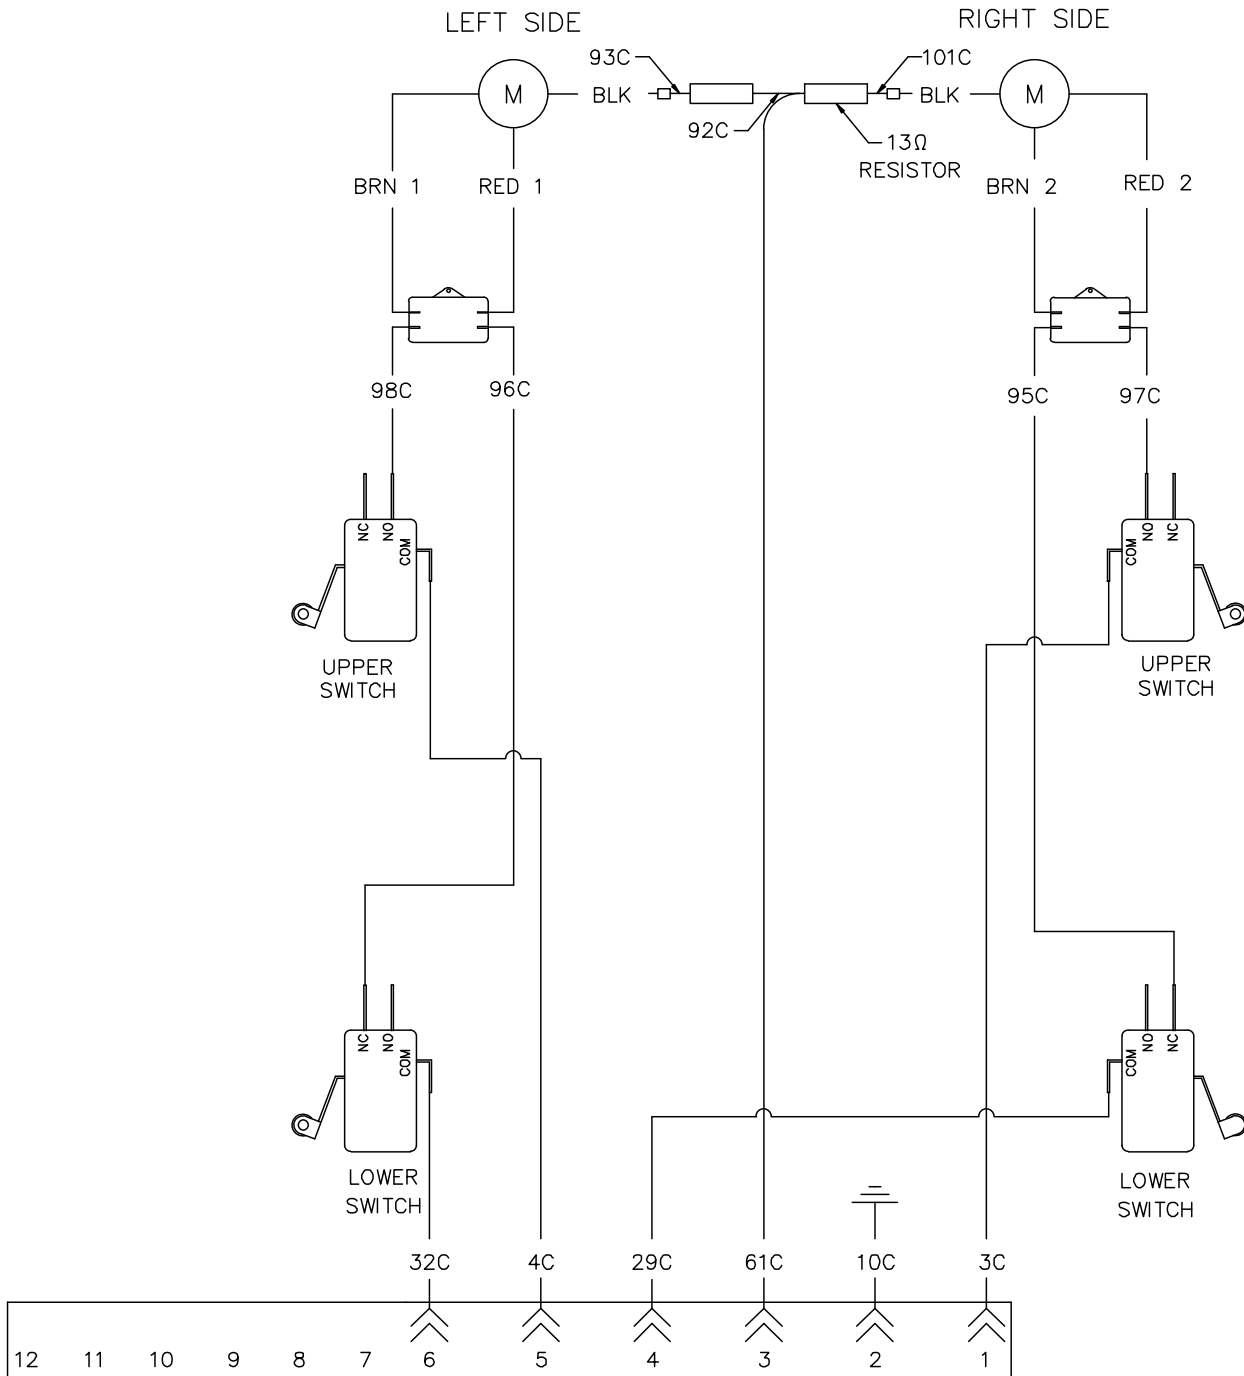 LEFT SIDE
RIGHT SIDE
93C
101C
M
BLK
BLK
M
92C
13Ω
RESISTOR
BRN 1
RED 1
BRN 2
RED 2
98C
96C
95C
97C
NC
NO
COM
COM
NO
NC
UPPER
SWITCH
UPPER
SWITCH
NC
NO
COM
COM
NO
NC
LOWER
SWITCH
LOWER
SWITCH
32C
4C
29C
61C
10C
3C
12
11
10
9
8
7
6
5
4
3
2
1